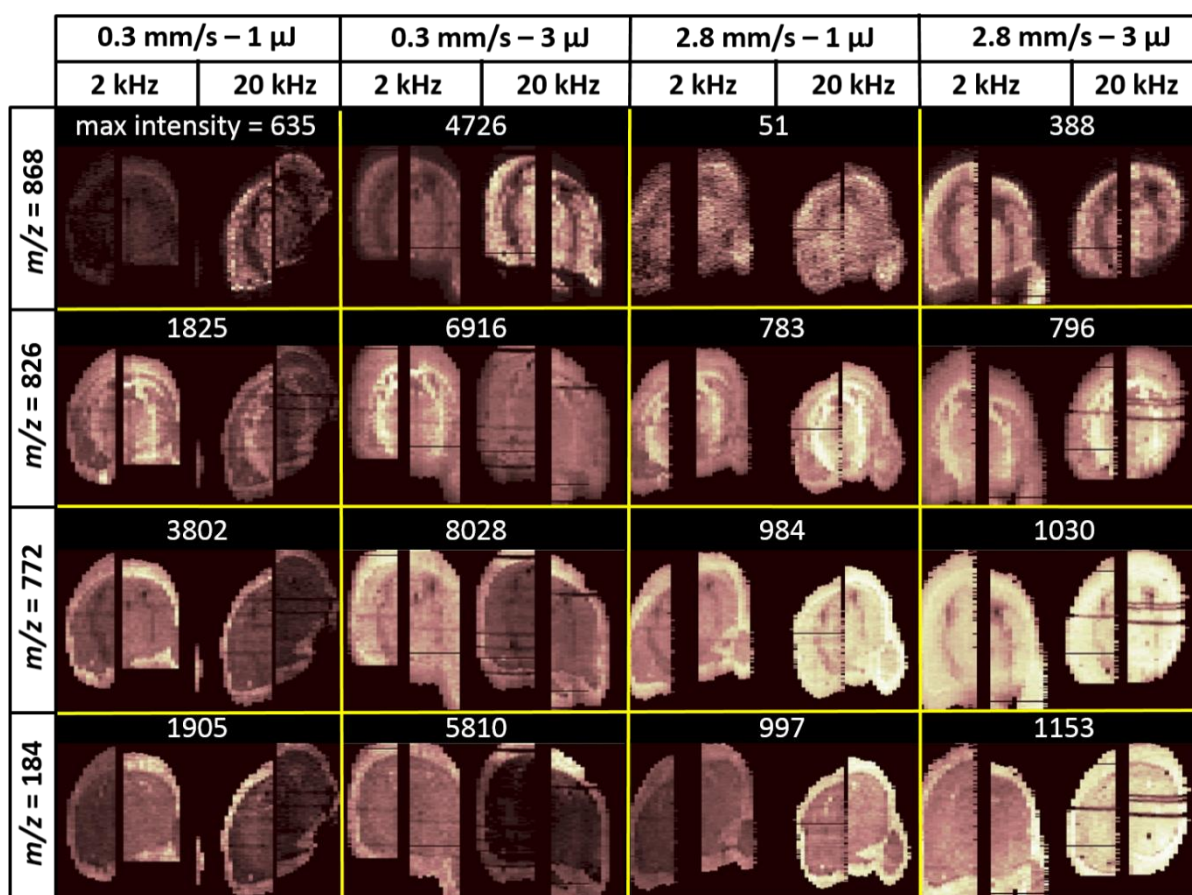 0.3 mm/s – 1 µJ 0.3 mm/s – 3 µJ 2.8 mm/s – 1 µJ 2.8 mm/s – 3 µJ
2 kHz 20 kHz 2 kHz 20 kHz 2 kHz 20 kHz 2 kHz 20 kHz
m/z = 868
max intensity = 635 4726 51 388
m/z = 826
1825 6916 783 796
m/z = 772
3802 8028 984 1030
m/z = 184
1905 5810 997 1153